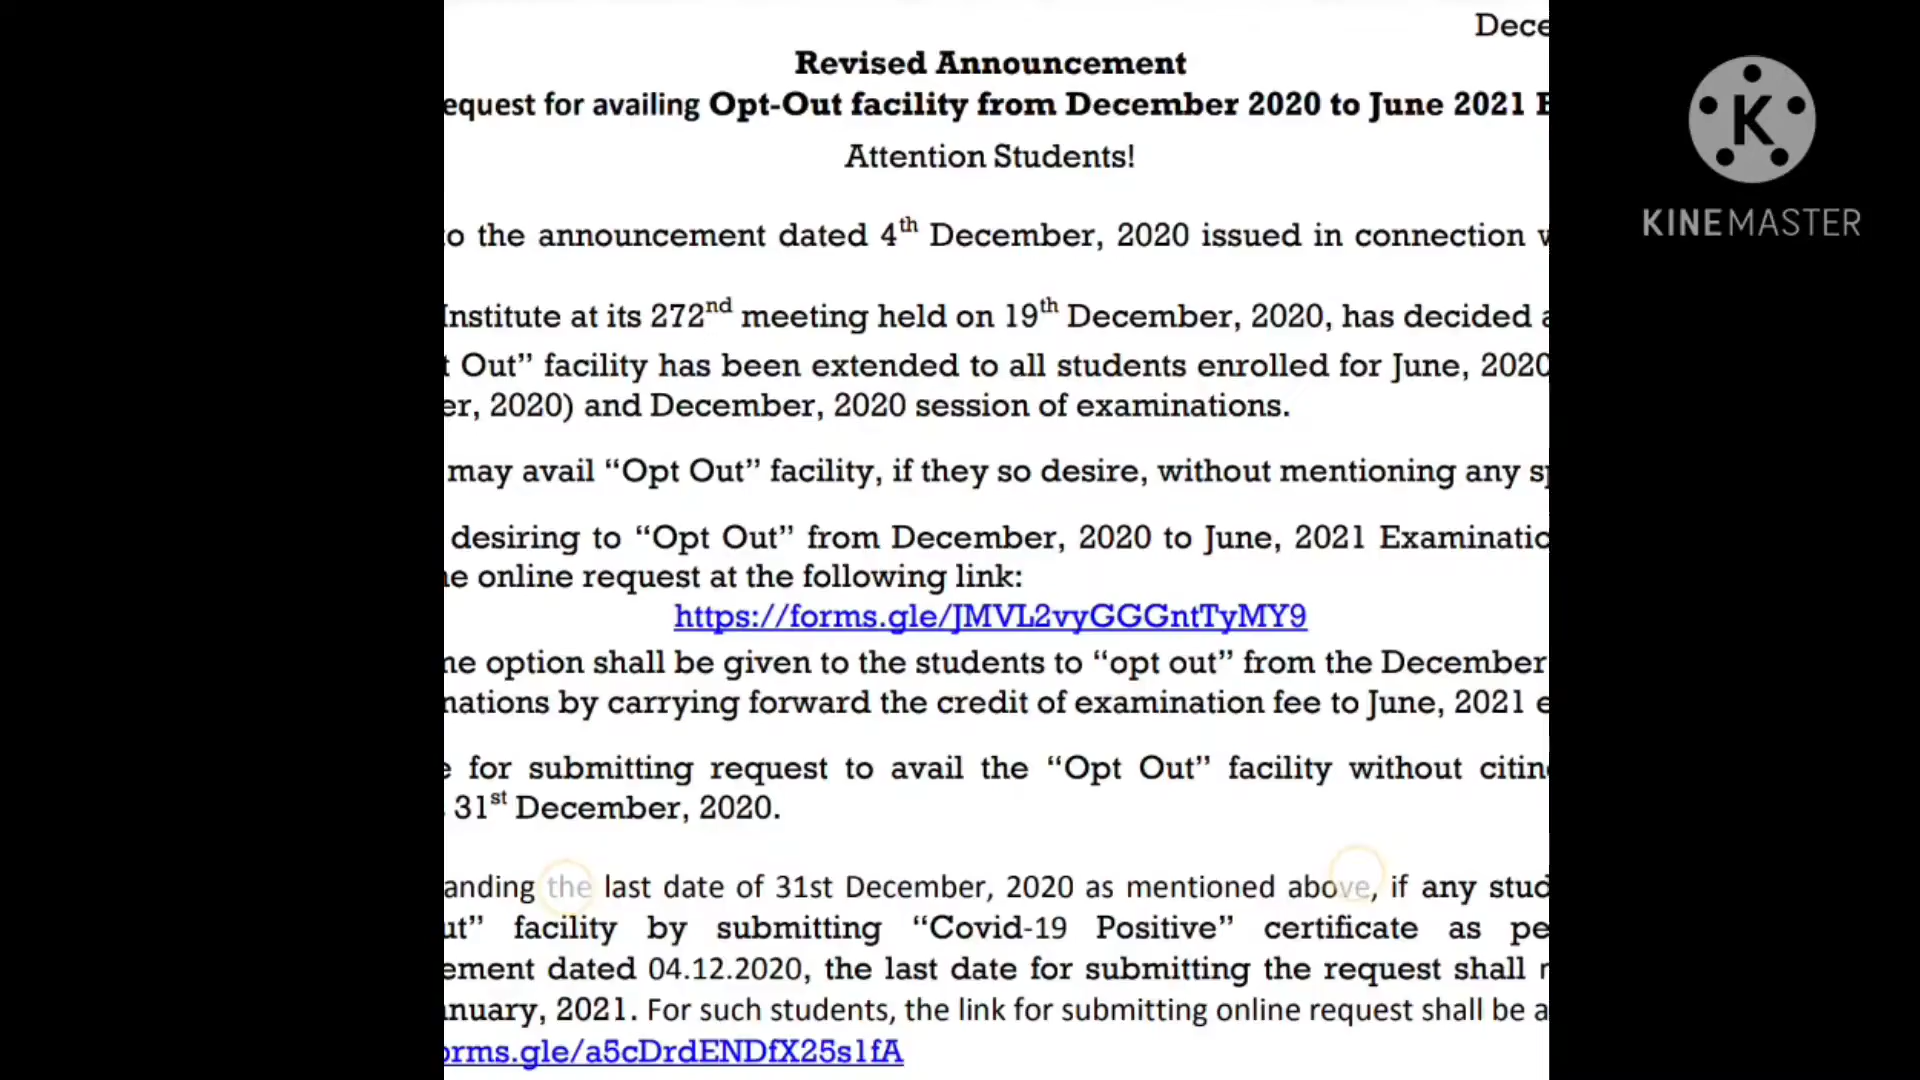 Dece
Revised Announcement
equest for availing Opt-Out facility from December 2020 to June 2021 E
Attention Students!
o the announcement dated 4th December, 2020 issued in connection
Institute at its 272nd meeting held on 19th December, 2020, has decided a
Out” facility has been extended to all students enrolled for June, 2020
er, 2020) and December, 2020 session of examinations.
may avail “Opt Out” facility, if they so desire, without mentioning any sp
desiring to “Opt Out” from December, 2020 to June, 2021 Examinatio
e online request at the following link:
https://forms.gle/JMVL2vyGGGntTyMY9
e option shall be given to the students to “opt out” from the December
nations by carrying forward the credit of examination fee to June, 2021 e
e for submitting request to avail the “Opt Out” facility without citing
31st December, 2020.
anding the last date of 31st December, 2020 as mentioned above, if any stud
ut” facility by submitting “Covid-19 Positive” certificate as pe
ement dated 04.12.2020, the last date for submitting the request shall
anuary, 2021. For such students, the link for submitting online request shall be a
orms.gle/a5cDrdENDfX25s1fA
K
KINEMASTER